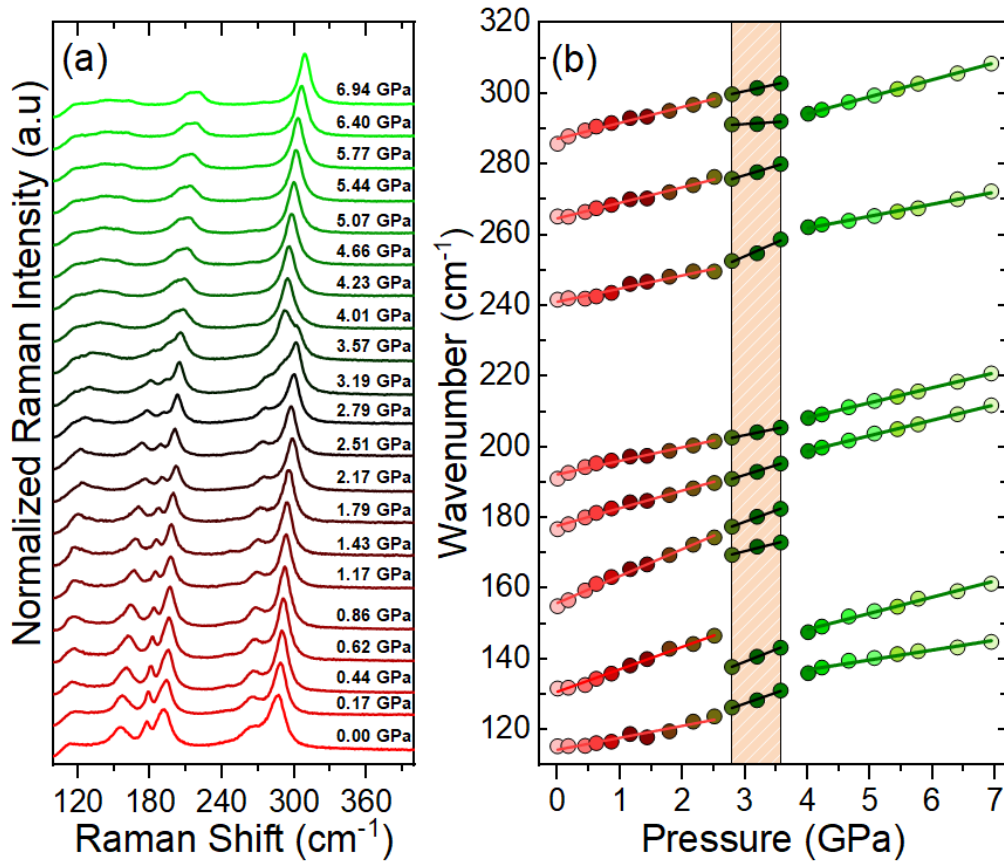 (a)
Normalized Raman Intensity (a.u)
6.94 GPa
6.40 GPa
5.77 GPa
5.44 GPa
5.07 GPa
4.66 GPa
4.23 GPa
4.01 GPa
3.57 GPa
3.19 GPa
2.79 GPa
2.51 GPa
2.17 GPa
1.79 GPa
1.43 GPa
1.17 GPa
0.86 GPa
0.62 GPa
0.44 GPa
0.17 GPa
0.00 GPa
120 180 240 300 360
Raman Shift (cm⁻¹)
(b)
Wavenumber (cm⁻¹)
320
300
280
260
240
220
200
180
160
140
120
0 1 2 3 4 5 6 7
Pressure (GPa)